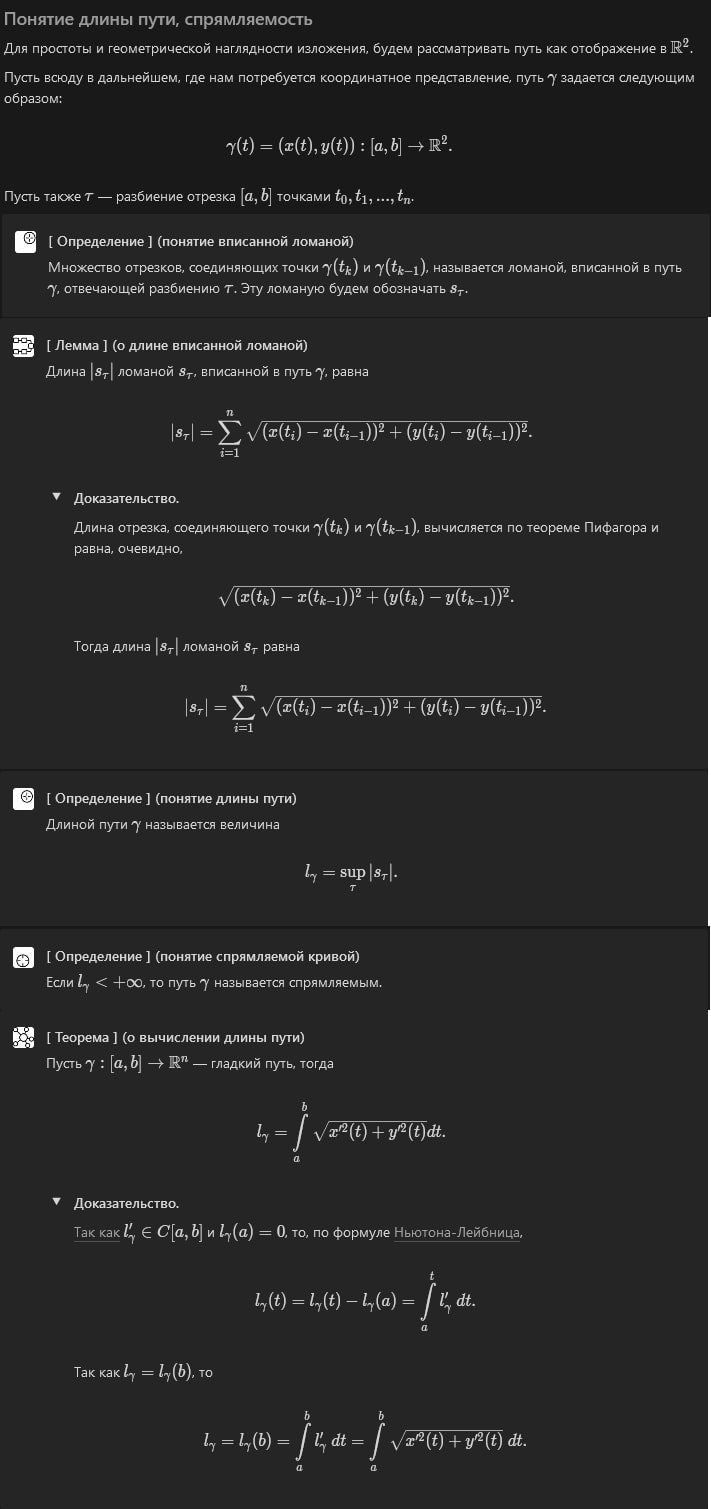 Понятие длины пути, спрямляемость
Для простоты и геометрической наглядности изложения, будем рассматривать путь как отображение в ℝ².
Пусть всюду в дальнейшем, где нам потребуется координатное представление, путь γ задается следующим
образом:
γ(t) = (x(t), y(t)) : [a, b] → ℝ².
Пусть также τ — разбиение отрезка [a, b] точками t₀, t₁, ..., tₙ.
[ Определение ] (понятие вписанной ломаной)
Множество отрезков, соединяющих точки γ(tₖ) и γ(tₖ₋₁), называется ломаной, вписанной в путь
γ, отвечающей разбиению τ. Эту ломаную будем обозначать s_τ.
[ Лемма ] (о длине вписанной ломаной)
Длина |s_τ| ломаной s_τ, вписанной в путь γ, равна
|s_τ| = ∑_{i=1}^{n} √((x(tᵢ) − x(tᵢ₋₁))² + (y(tᵢ) − y(tᵢ₋₁))²).
Доказательство.
Длина отрезка, соединяющего точки γ(tₖ) и γ(tₖ₋₁), вычисляется по теореме Пифагора и
равна, очевидно,
√((x(tₖ) − x(tₖ₋₁))² + (y(tₖ) − y(tₖ₋₁))²).
Тогда длина |s_τ| ломаной s_τ равна
|s_τ| = ∑_{i=1}^{n} √((x(tᵢ) − x(tᵢ₋₁))² + (y(tᵢ) − y(tᵢ₋₁))²).
[ Определение ] (понятие длины пути)
Длиной пути γ называется величина
l_γ = sup_τ |s_τ|.
[ Определение ] (понятие спрямляемой кривой)
Если l_γ < +∞, то путь γ называется спрямляемым.
[ Теорема ] (о вычислении длины пути)
Пусть γ : [a, b] → ℝⁿ — гладкий путь, тогда
l_γ = ∫_a^b √(x′²(t) + y′²(t)) dt.
Доказательство.
Так как l′_γ ∈ C[a, b] и l_γ(a) = 0, то, по формуле Ньютона-Лейбница,
l_γ(t) = l_γ(t) − l_γ(a) = ∫_a^t l′_γ dt.
Так как l_γ = l_γ(b), то
l_γ = l_γ(b) = ∫_a^b l′_γ dt = ∫_a^b √(x′²(t) + y′²(t)) dt.